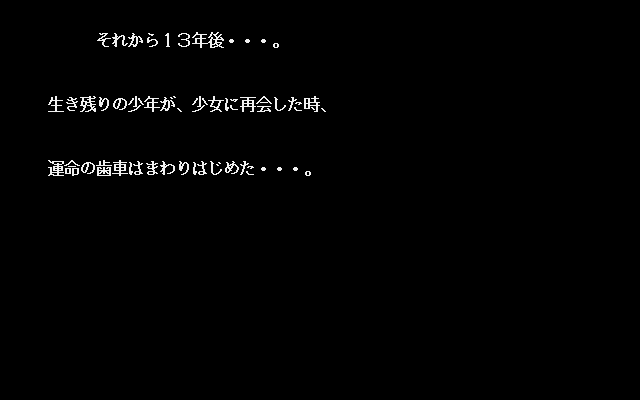 それから１３年後・・・。
生き残りの少年が、少女に再会した時、
運命の歯車はまわりはじめた・・・。